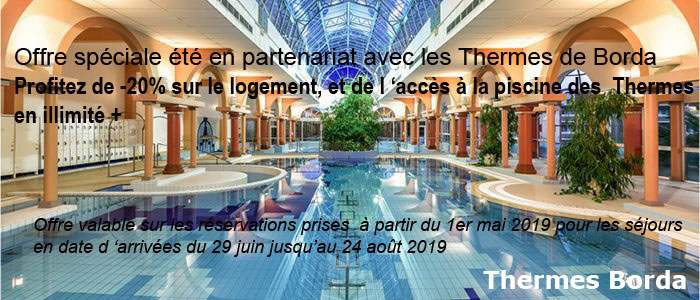 Offre spéciale été en partenariat avec les Thermes de Borda
Profitez de -20% sur le logement, et de l ‘accès à la piscine des  Thermes
en illimité +
Offre valable sur les réservations prises  à partir du 1er mai 2019 pour les séjours
en date d ‘arrivées du 29 juin jusqu’au 24 août 2019
Thermes Borda